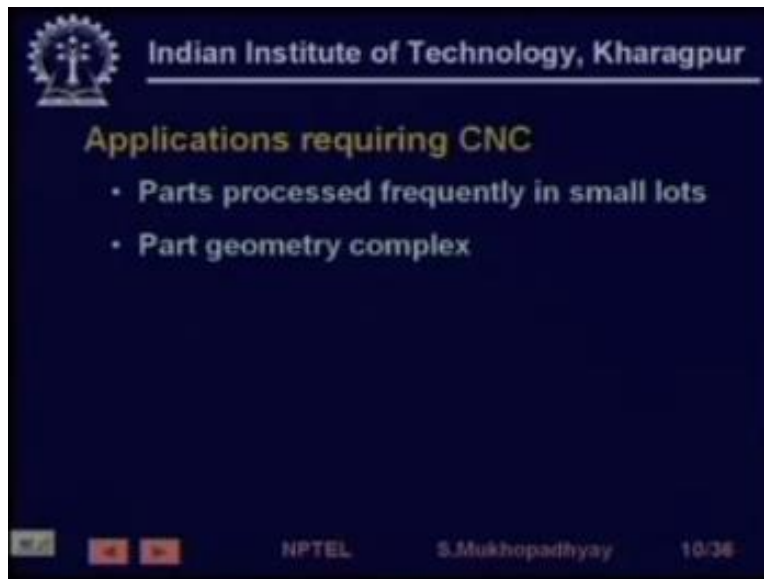 Indian Institute of Technology, Kharagpur
Applications requiring CNC
• Parts processed frequently in small lots
• Part geometry complex
NPTEL S.Mukhopadhyay 10/36